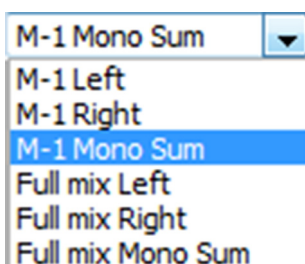 M-1 Mono Sum
M-1 Left
M-1 Right
M-1 Mono Sum
Full mix Left
Full mix Right
Full mix Mono Sum